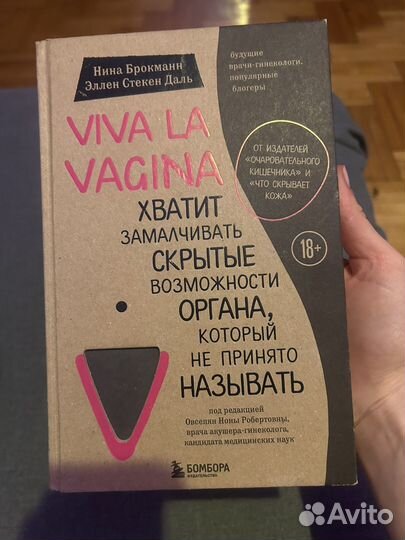 Нина Брокманн
Эллен Стекен Даль
будущие
врачи-гинекологи,
популярные
блогеры
VIVA LA
VAGINA
ОТ ИЗДАТЕЛЕЙ
«ОЧАРОВАТЕЛЬНОГО
КИШЕЧНИКА» И
«ЧТО СКРЫВАЕТ
КОЖА»
18+
ХВАТИТ
ЗАМАЛЧИВАТЬ
СКРЫТЫЕ
ВОЗМОЖНОСТИ
ОРГАНА,
КОТОРЫЙ
НЕ ПРИНЯТО
НАЗЫВАТЬ
под редакцией
Овсепян Ноны Робертовны,
врача акушера-гинеколога,
кандидата медицинских наук
БОМБОРА
ИЗДАТЕЛЬСТВО
Avito